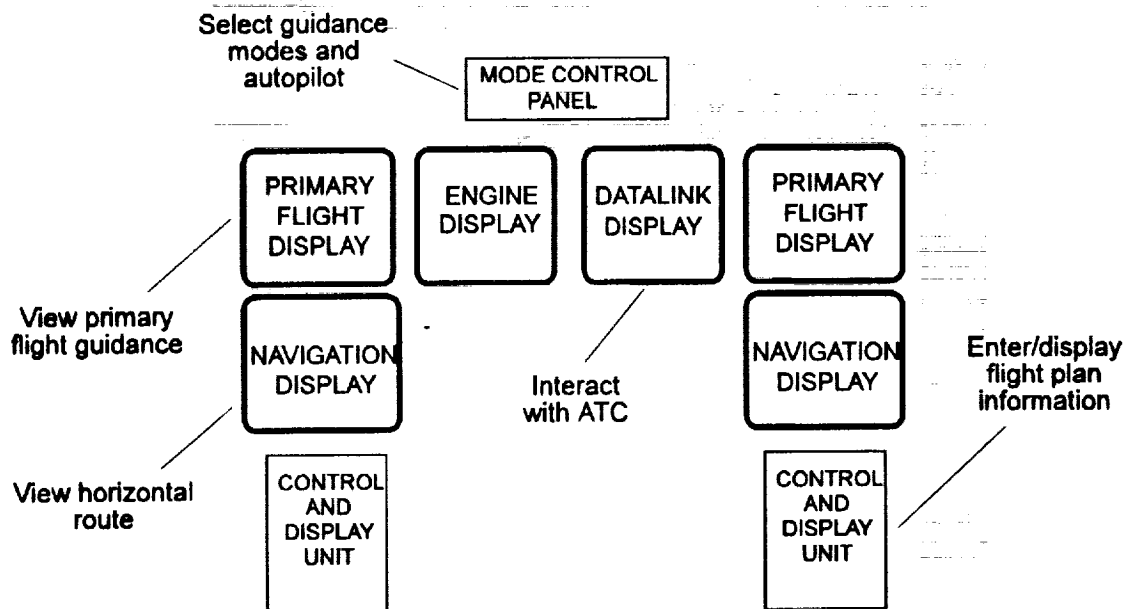 Select guidance
modes and
autopilot
MODE CONTROL
PANEL
PRIMARY
FLIGHT
DISPLAY
ENGINE
DISPLAY
DATALINK
DISPLAY
PRIMARY
FLIGHT
DISPLAY
View primary
flight guidance
NAVIGATION
DISPLAY
Interact
with ATC
NAVIGATION
DISPLAY
Enter/display
flight plan
information
View horizontal
route
CONTROL
AND
DISPLAY
UNIT
CONTROL
AND
DISPLAY
UNIT